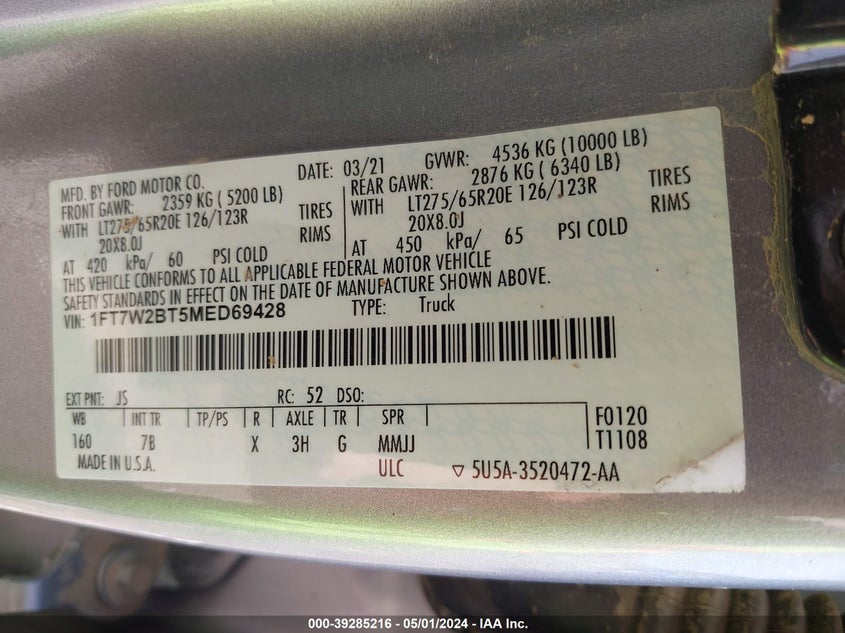 MFD. BY FORD MOTOR CO. DATE: 03/21 GVWR: 4536 KG (10000 LB)
FRONT GAWR: 2359 KG ( 5200 LB) REAR GAWR: 2876 KG ( 6340 LB)
WITH LT275/65R20E 126/123R TIRES WITH LT275/65R20E 126/123R TIRES
20X8.0J RIMS 20X8.0J RIMS
AT 420 kPa/ 60 PSI COLD AT 450 kPa/ 65 PSI COLD
THIS VEHICLE CONFORMS TO ALL APPLICABLE FEDERAL MOTOR VEHICLE
SAFTY STANDARDS IN EFFECT ON THE DATE OF MANUFACTURE SHOWN ABOVE.
VIN: 1FT7W2BT5MED69428 TYPE: Truck
EXT PNT: JS RC: 52 DSO:
WB INT TR TP/PS R AXLE TR SPR F0120
160 7B X 3H G MMJJ T1108
MADE IN U.S.A. ULC ▽ 5U5A-3520472-AA
000-39285216 - 05/01/2024 - IAA Inc.